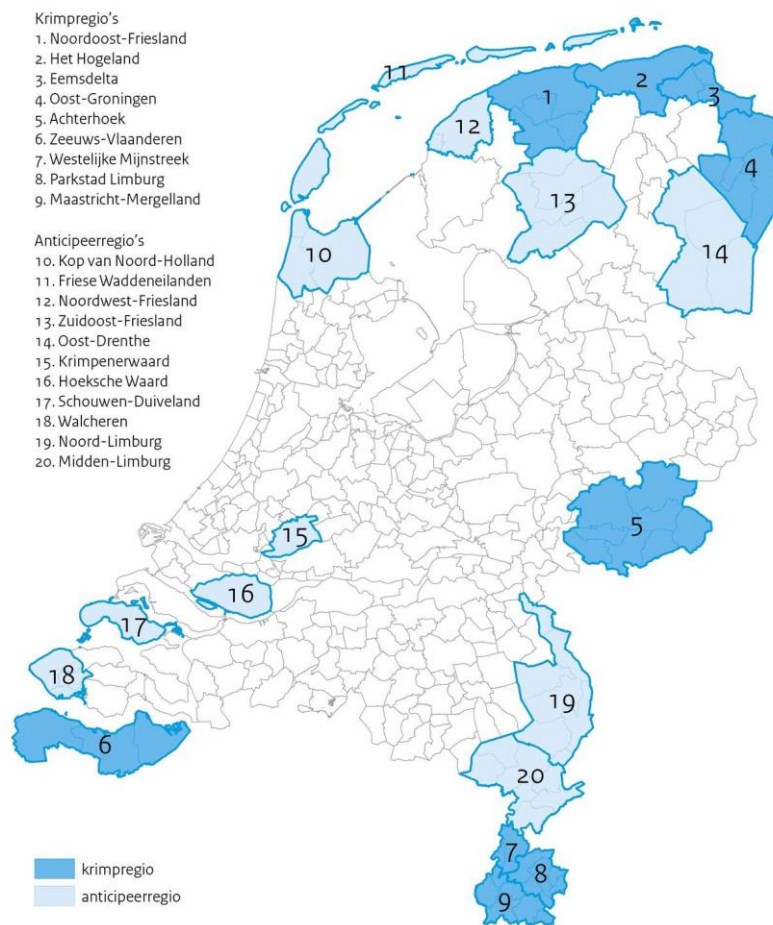 Krimpregio's
1. Noordoost-Friesland
2. Het Hogeland
3. Eemsdelta
4. Oost-Groningen
5. Achterhoek
6. Zeeuws-Vlaanderen
7. Westelijke Mijnstreek
8. Parkstad Limburg
9. Maastricht-Mergelland
Anticipeerregio's
10. Kop van Noord-Holland
11. Friese Waddeneilanden
12. Noordwest-Friesland
13. Zuidoost-Friesland
14. Oost-Drenthe
15. Krimpenerwaard
16. Hoeksche Waard
17. Schouwen-Duiveland
18. Walcheren
19. Noord-Limburg
20. Midden-Limburg
11
1
2
3
12
4
13
14
10
5
15
16
17
18
19
6
20
7
8
9
krimpregio
anticipeerregio